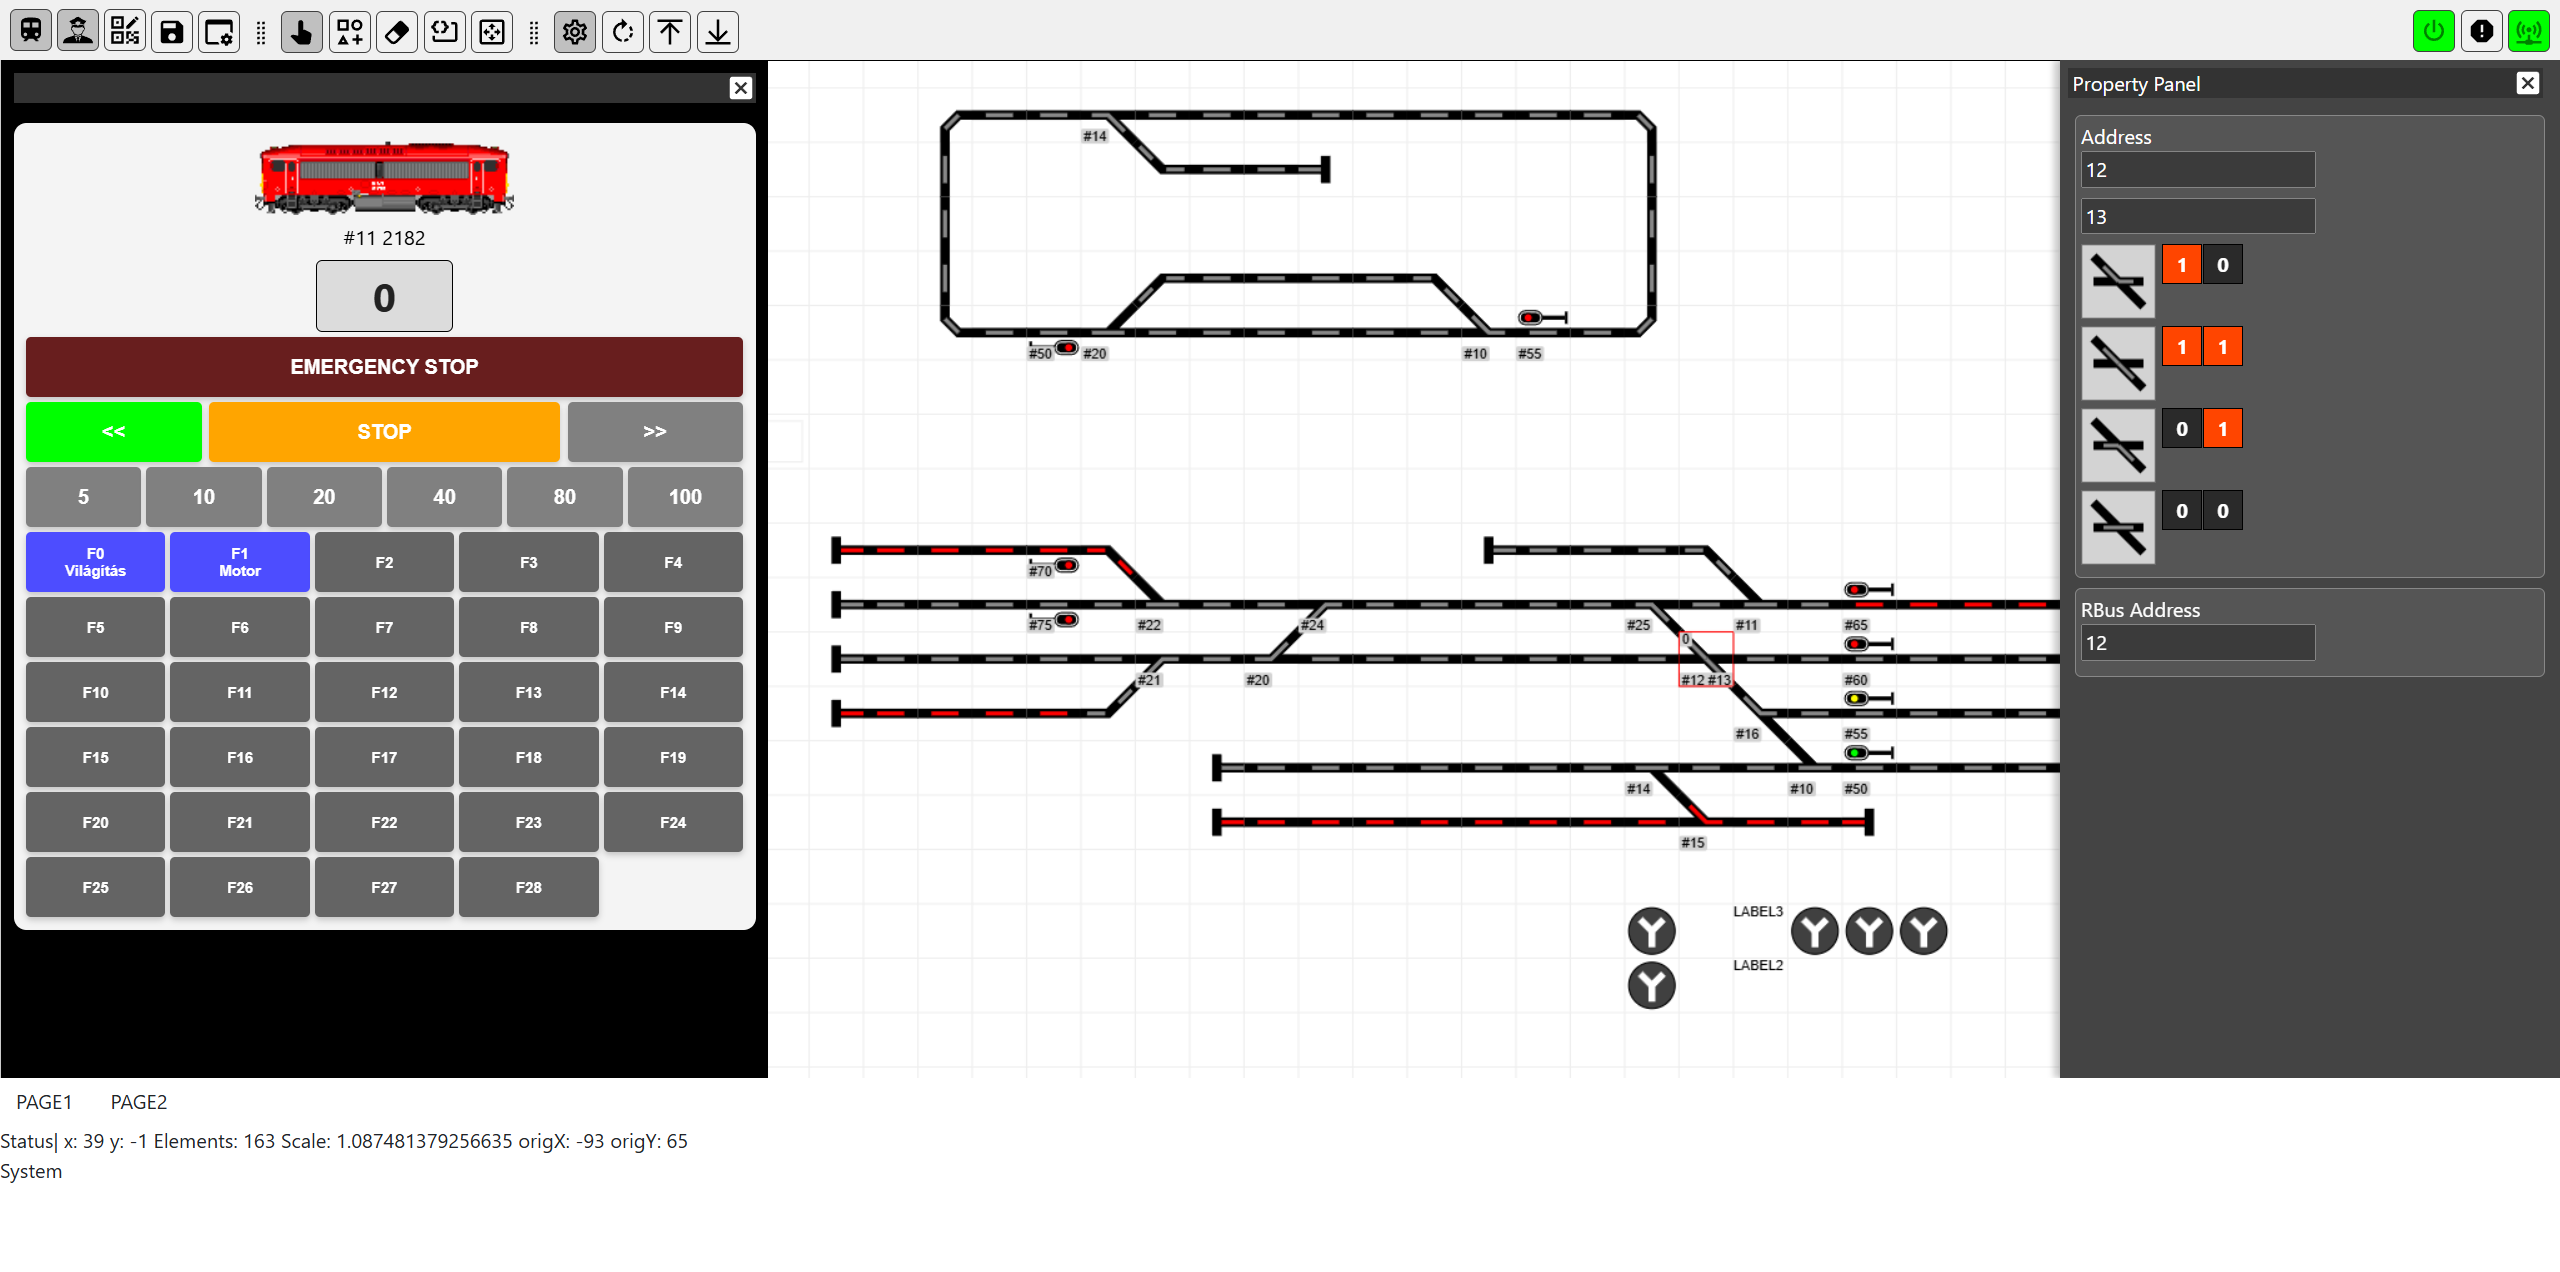 #11 2182
0
EMERGENCY STOP
<< STOP >>
5 10 20 40 80 100
F0 Világítás F1 Motor F2 F3 F4
F5 F6 F7 F8 F9
F10 F11 F12 F13 F14
F15 F16 F17 F18 F19
F20 F21 F22 F23 F24
F25 F26 F27 F28
#14
#50 #20 #10 #55
#70
#75 #22 #24 #25 #11 #65
0
#21 #20 #12 #13 #60
#16 #55
#14 #10 #50
#15
LABEL3
Y Y Y Y
LABEL2
Y
Property Panel
Address
12
13
1 0
1 1
0 1
0 0
RBus Address
12
PAGE1 PAGE2
Status| x: 39 y: -1 Elements: 163 Scale: 1.087481379256635 origX: -93 origY: 65
System